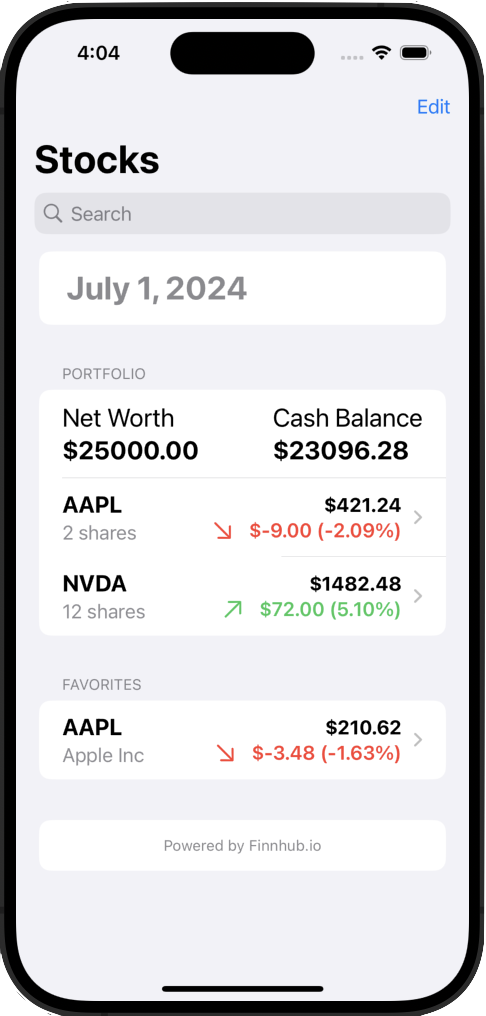 4:04
Edit
Stocks
Search
July 1, 2024
PORTFOLIO
Net Worth Cash Balance
$25000.00 $23096.28
AAPL $421.24
2 shares $-9.00 (-2.09%)
NVDA $1482.48
12 shares $72.00 (5.10%)
FAVORITES
AAPL $210.62
Apple Inc $-3.48 (-1.63%)
Powered by Finnhub.io